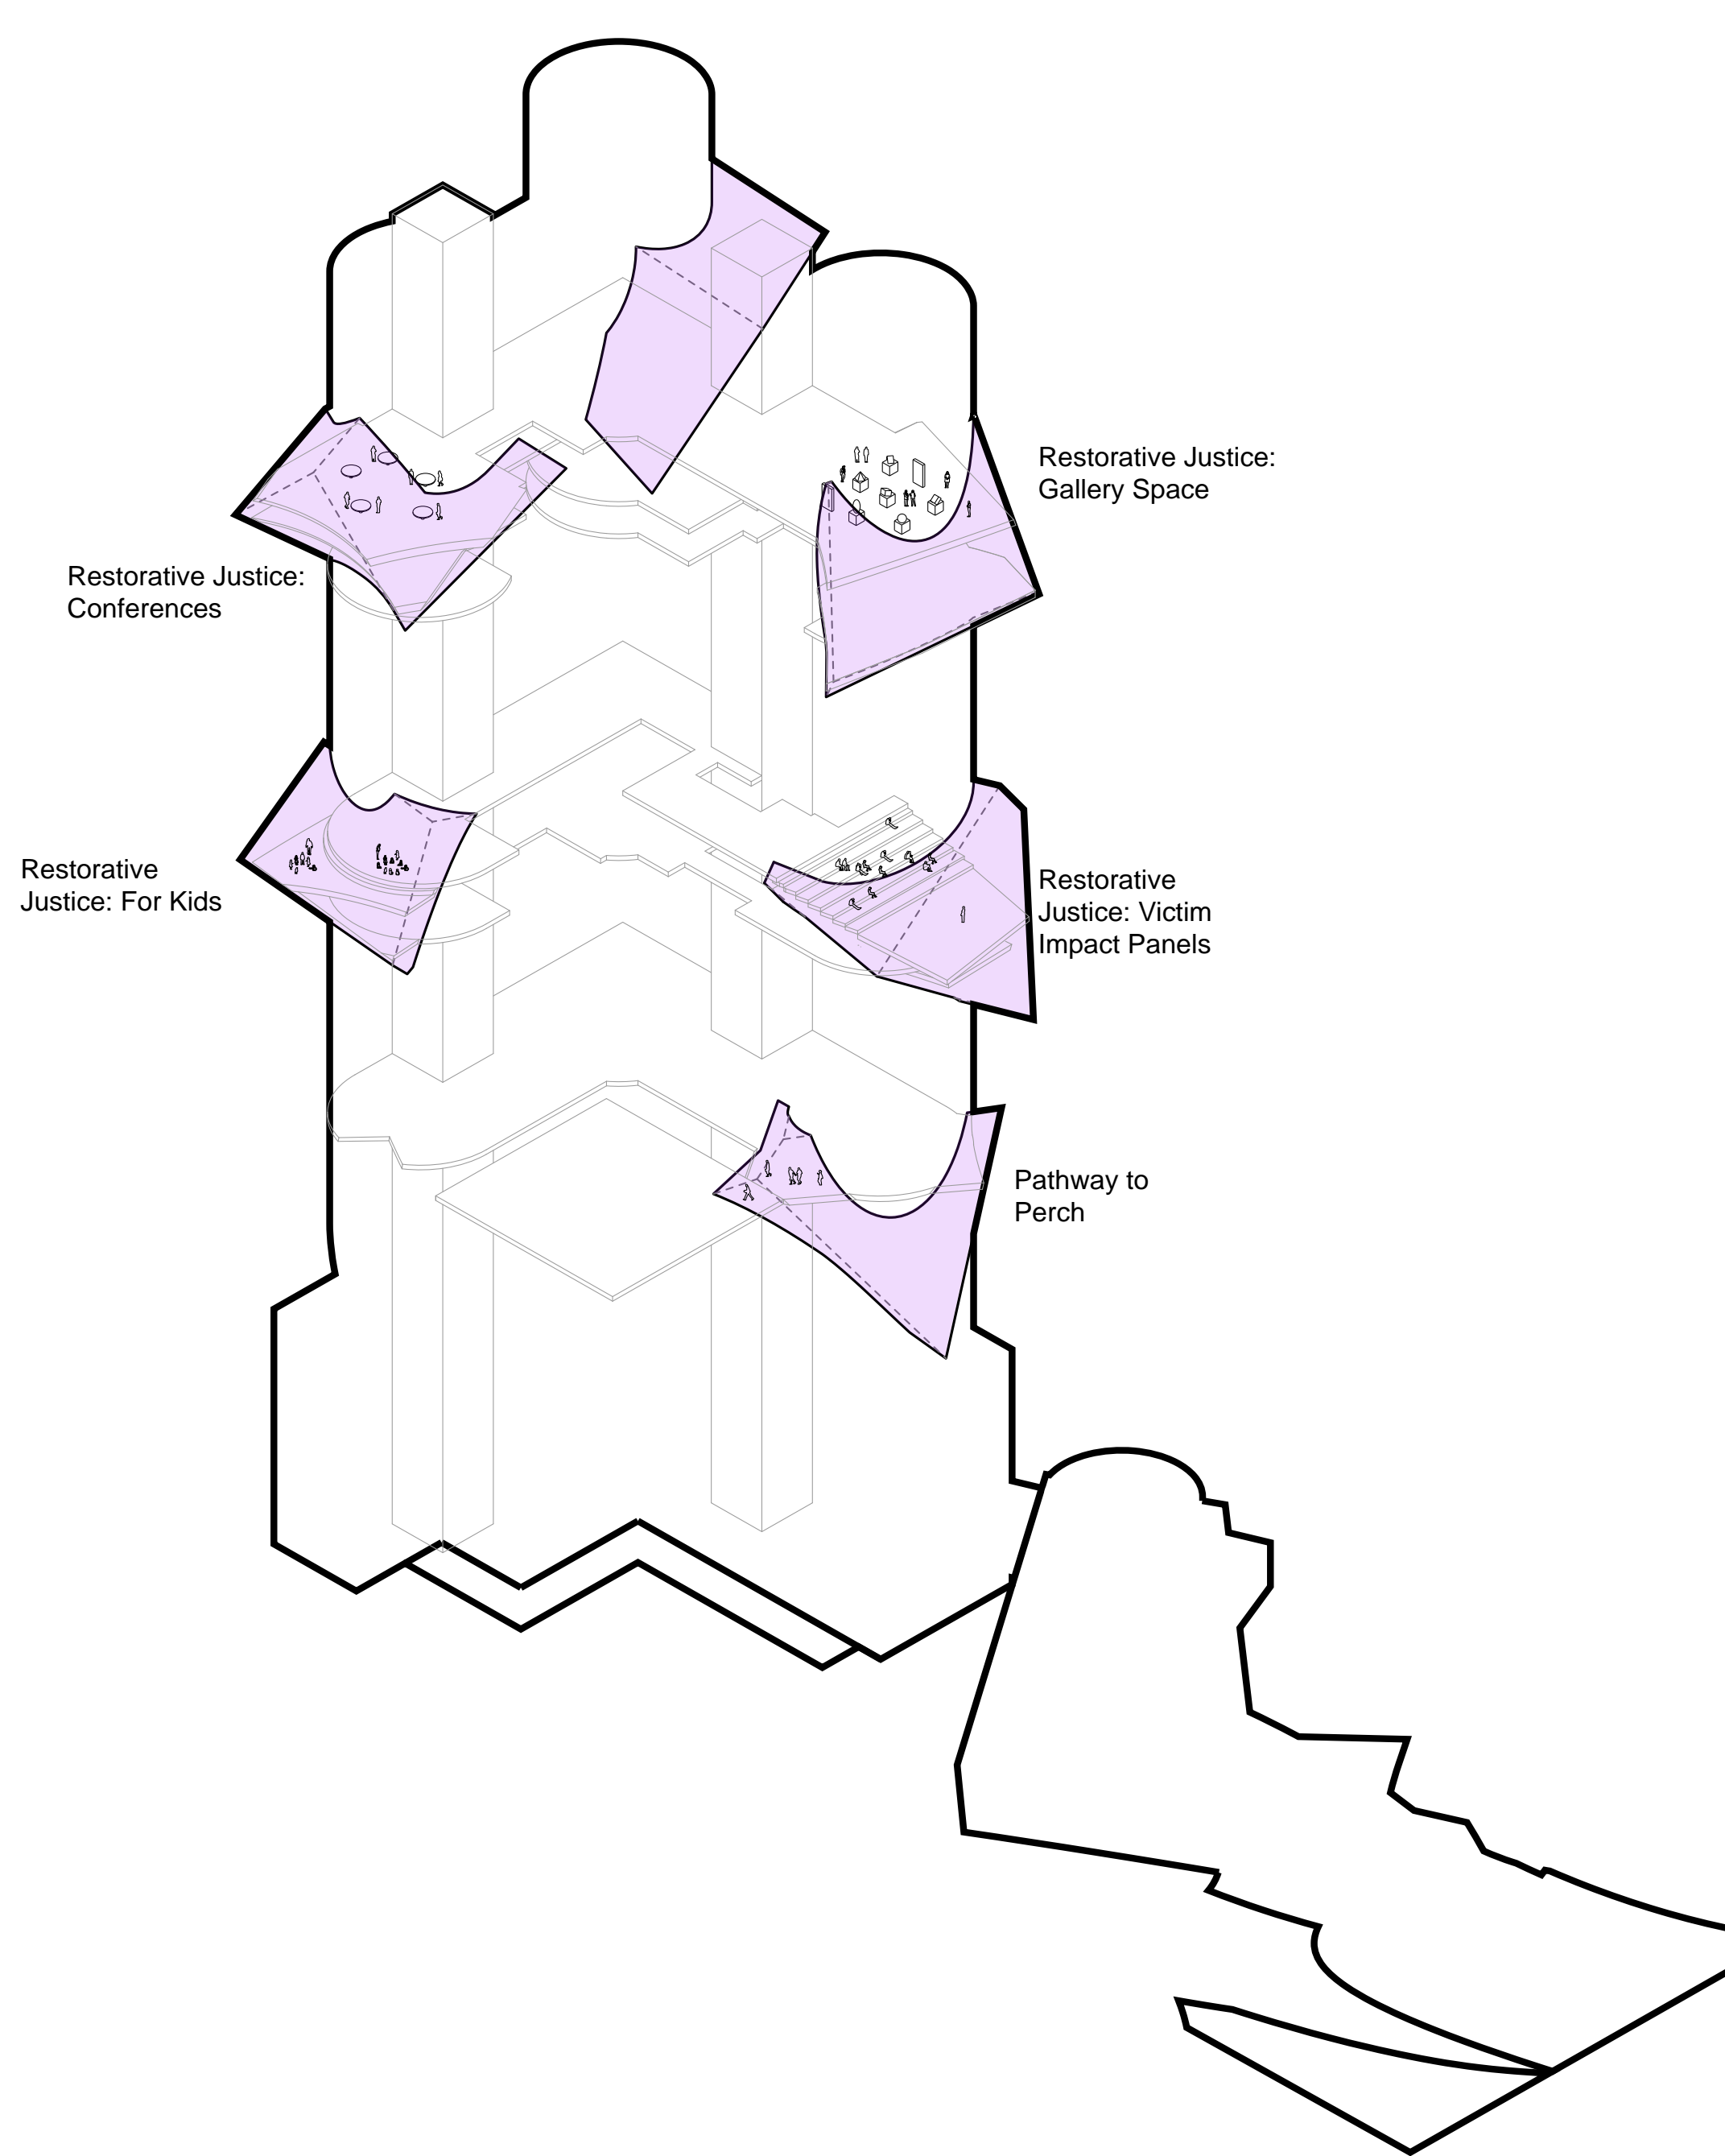 Restorative Justice:
Gallery Space
Restorative Justice:
Conferences
Restorative
Justice: For Kids
Restorative
Justice: Victim
Impact Panels
Pathway to
Perch